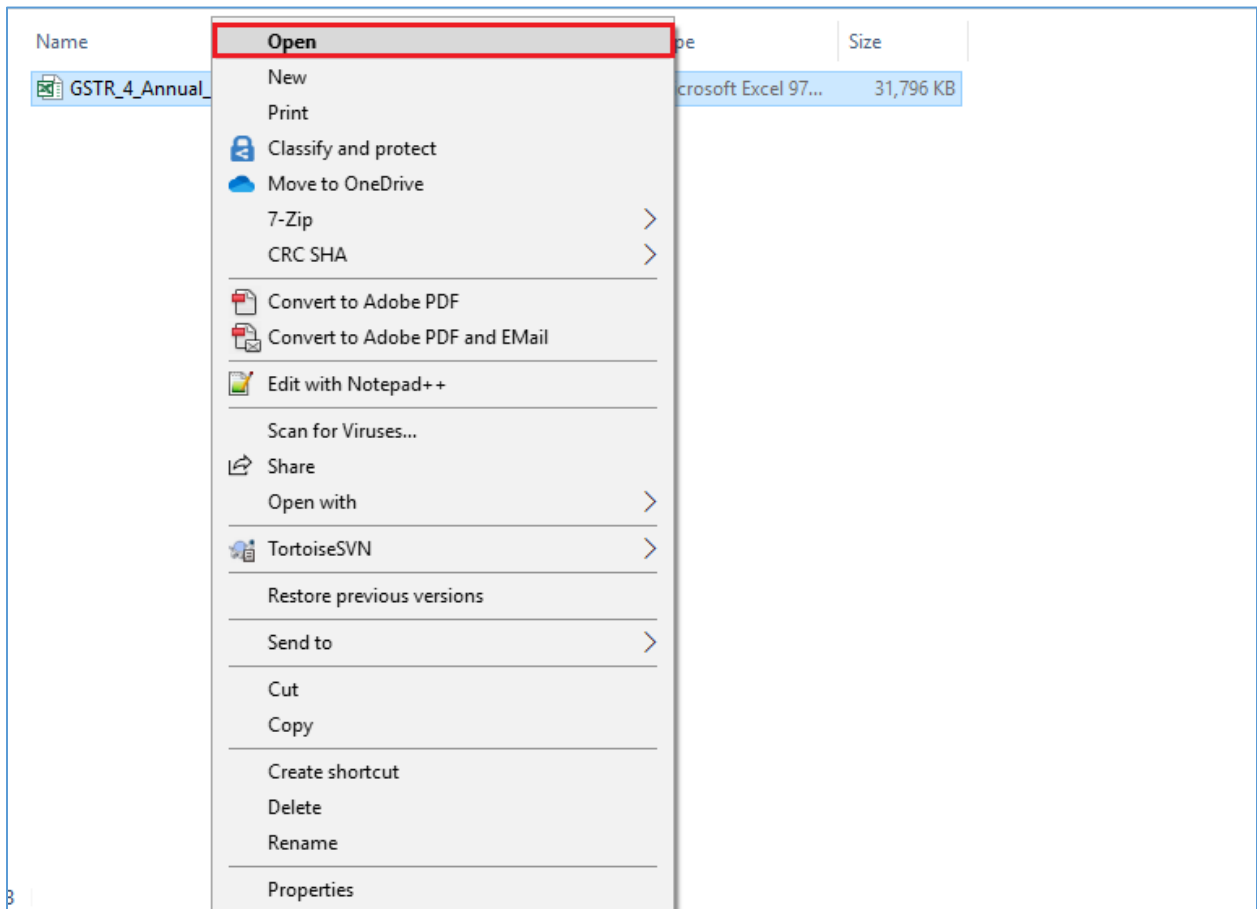 Name Open pe Size
GSTR_4_Annual_ New crosoft Excel 97... 31,796 KB
Print
Classify and protect
Move to OneDrive
7-Zip
CRC SHA
Convert to Adobe PDF
Convert to Adobe PDF and EMail
Edit with Notepad++
Scan for Viruses...
Share
Open with
TortoiseSVN
Restore previous versions
Send to
Cut
Copy
Create shortcut
Delete
Rename
Properties